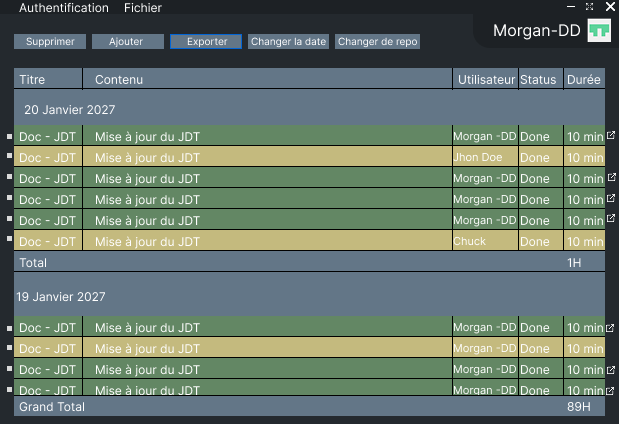 Authentification Fichier
Morgan-DD
Supprimer Ajouter Exporter Changer la date Changer de repo
Titre Contenu Utilisateur Status Durée
20 Janvier 2027
Doc - JDT Mise à jour du JDT Morgan -DD Done 10 min
Doc - JDT Mise à jour du JDT Jhon Doe Done 10 min
Doc - JDT Mise à jour du JDT Morgan -DD Done 10 min
Doc - JDT Mise à jour du JDT Morgan -DD Done 10 min
Doc - JDT Mise à jour du JDT Morgan -DD Done 10 min
Doc - JDT Mise à jour du JDT Chuck Done 10 min
Total 1H
19 Janvier 2027
Doc - JDT Mise à jour du JDT Morgan -DD Done 10 min
Doc - JDT Mise à jour du JDT Morgan -DD Done 10 min
Doc - JDT Mise à jour du JDT Morgan -DD Done 10 min
Doc - JDT Mise à jour du JDT Morgan -DD Done 10 min
Grand Total 89H